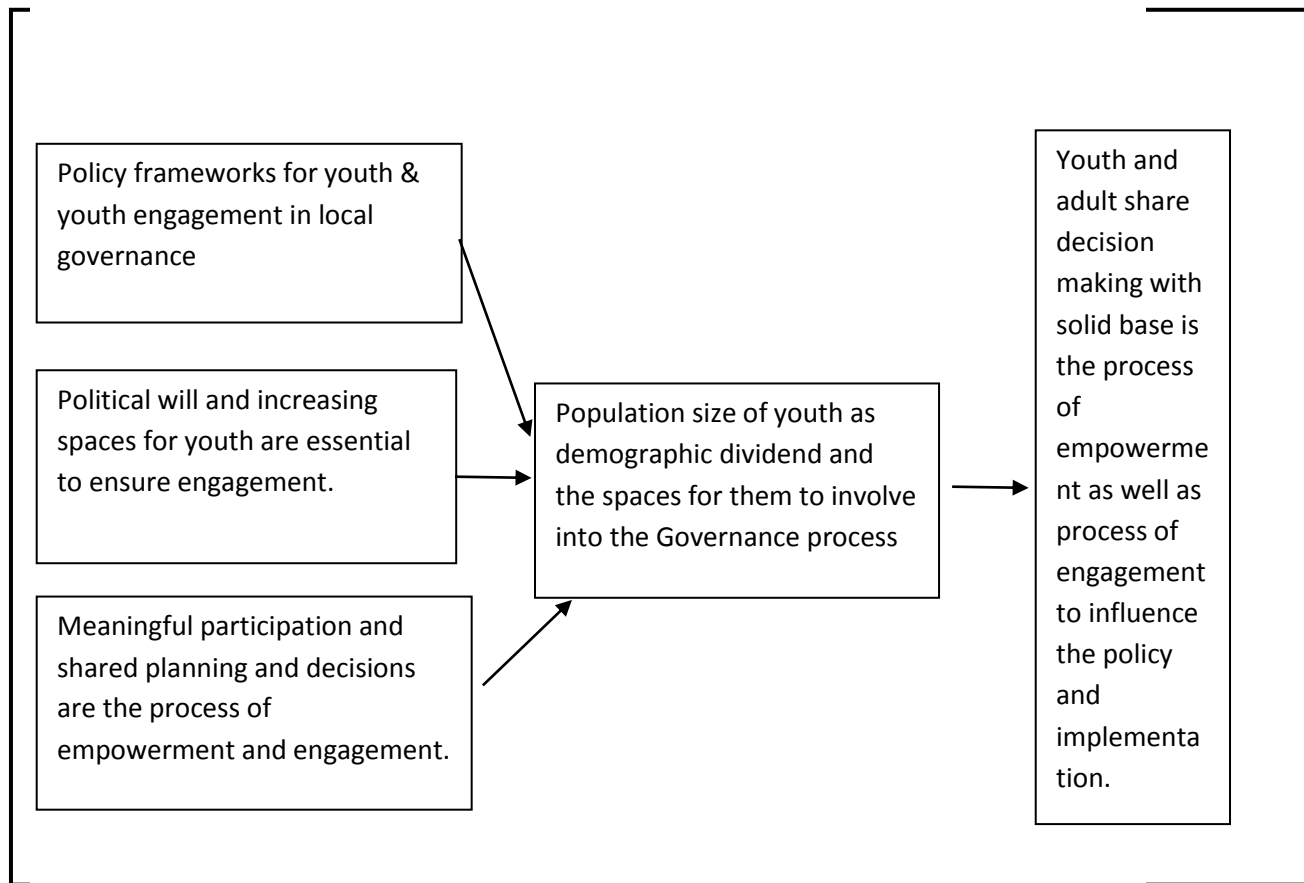 Policy frameworks for youth &
youth engagement in local
governance
Political will and increasing
spaces for youth are essential
to ensure engagement.
Meaningful participation and
shared planning and decisions
are the process of
empowerment and engagement.
Population size of youth as
demographic dividend and
the spaces for them to involve
into the Governance process
Youth and
adult share
decision
making with
solid base is
the process
of
empowerme
nt as well as
process of
engagement
to influence
the policy
and
implementa
tion.